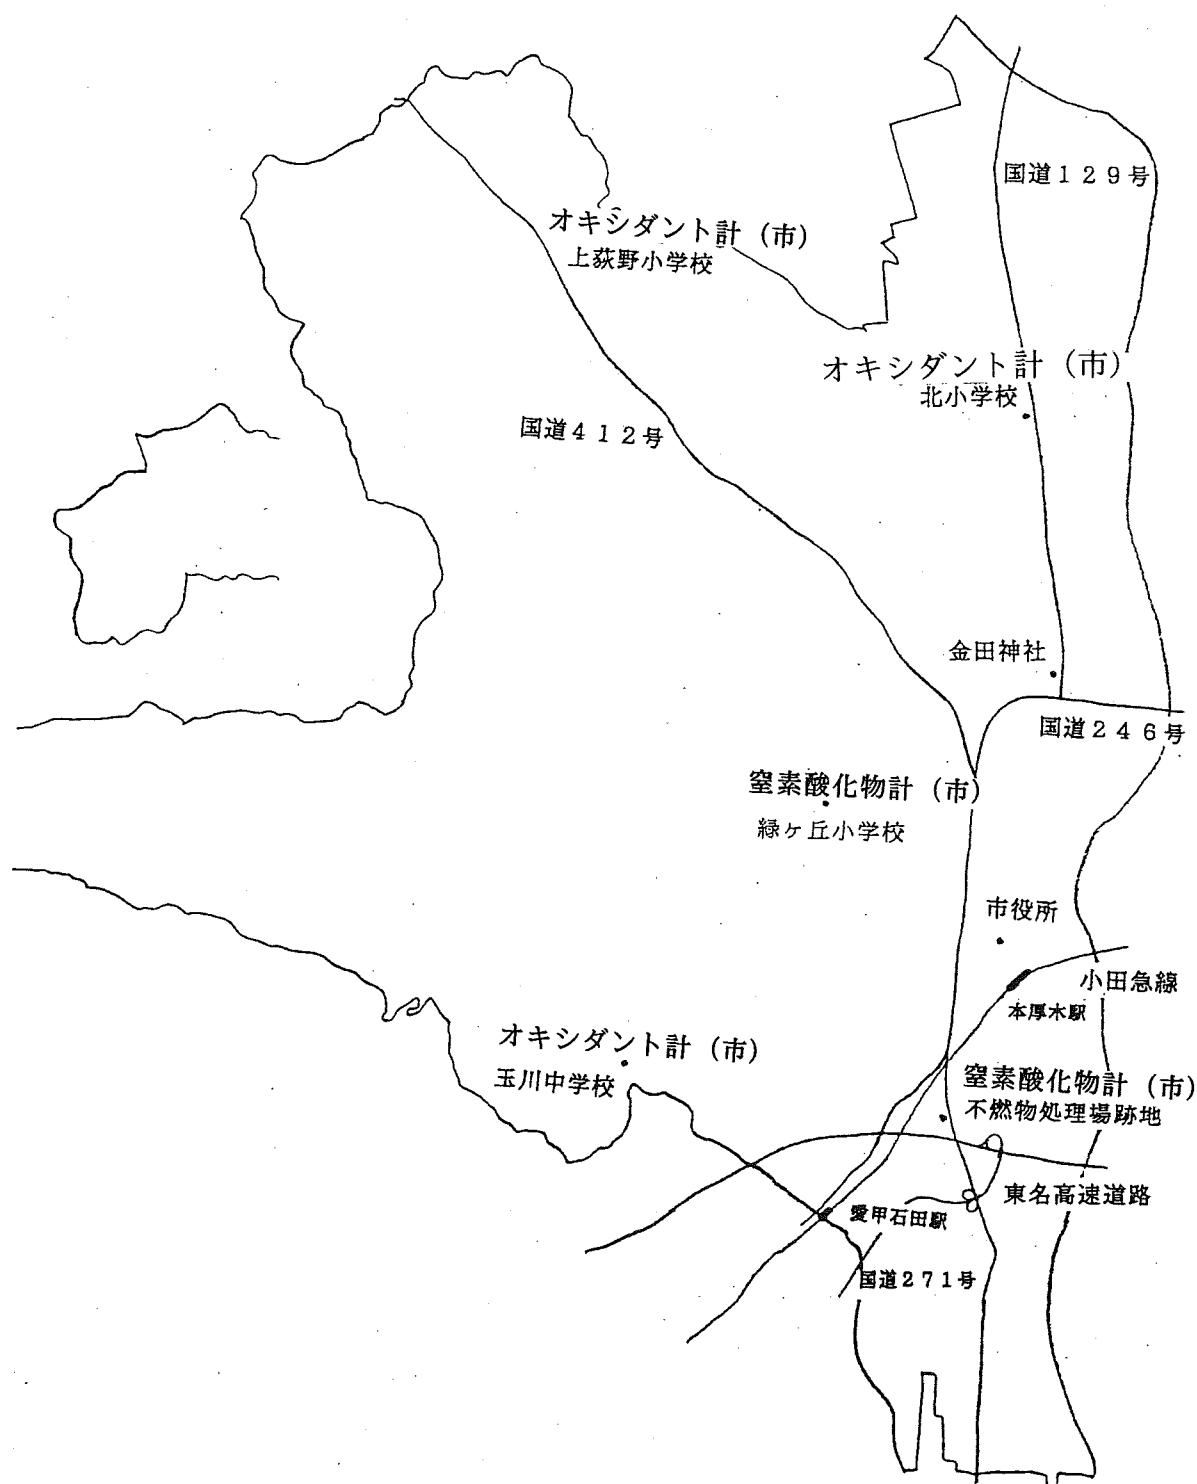 国道１２９号
オキシダント計（市）
上荻野小学校
オキシダント計（市）
北小学校
国道４１２号
金田神社
国道２４６号
窒素酸化物計（市）
緑ヶ丘小学校
市役所
小田急線
本厚木駅
オキシダント計（市）
玉川中学校
窒素酸化物計（市）
不燃物処理場跡地
東名高速道路
愛甲石田駅
国道２７１号